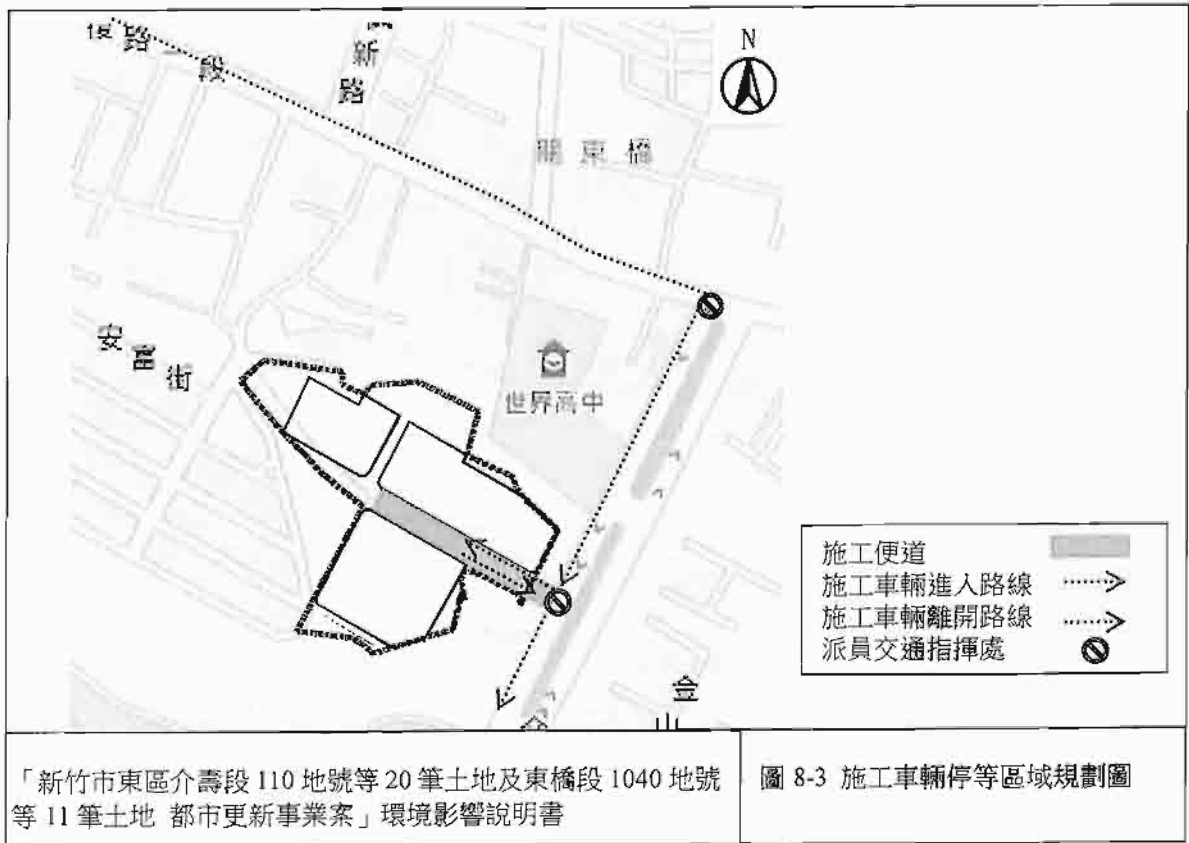 復路一段
新路
N
關東橋
安富街
世界高中
金山
施工便道
施工車輛進入路線
施工車輛離開路線
派員交通指揮處
「新竹市東區介壽段 110 地號等 20 筆土地及東橋段 1040 地號
等 11 筆土地 都市更新事業案」環境影響說明書
圖 8-3 施工車輛停等區域規劃圖